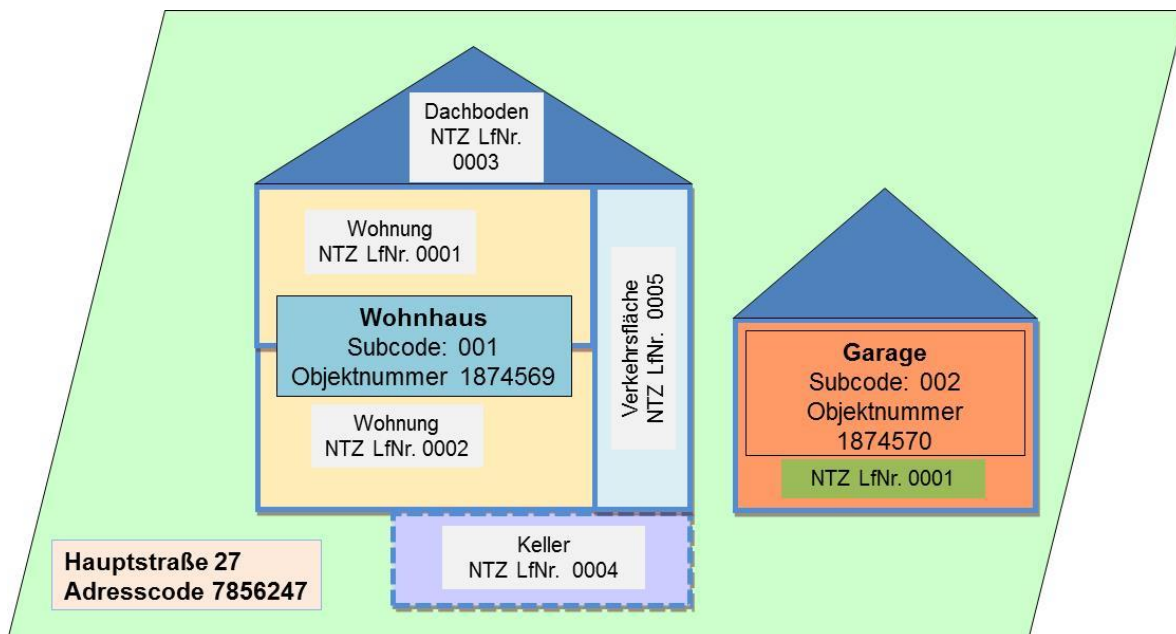 Dachboden
NTZ LfNr.
0003
Wohnung
NTZ LfNr. 0001
Wohnhaus
Subcode: 001
Objektnummer 1874569
Wohnung
NTZ LfNr. 0002
Verkehrsfläche
NTZ LfNr. 0005
Keller
NTZ LfNr. 0004
Garage
Subcode: 002
Objektnummer
1874570
NTZ LfNr. 0001
Hauptstraße 27
Adresscode 7856247